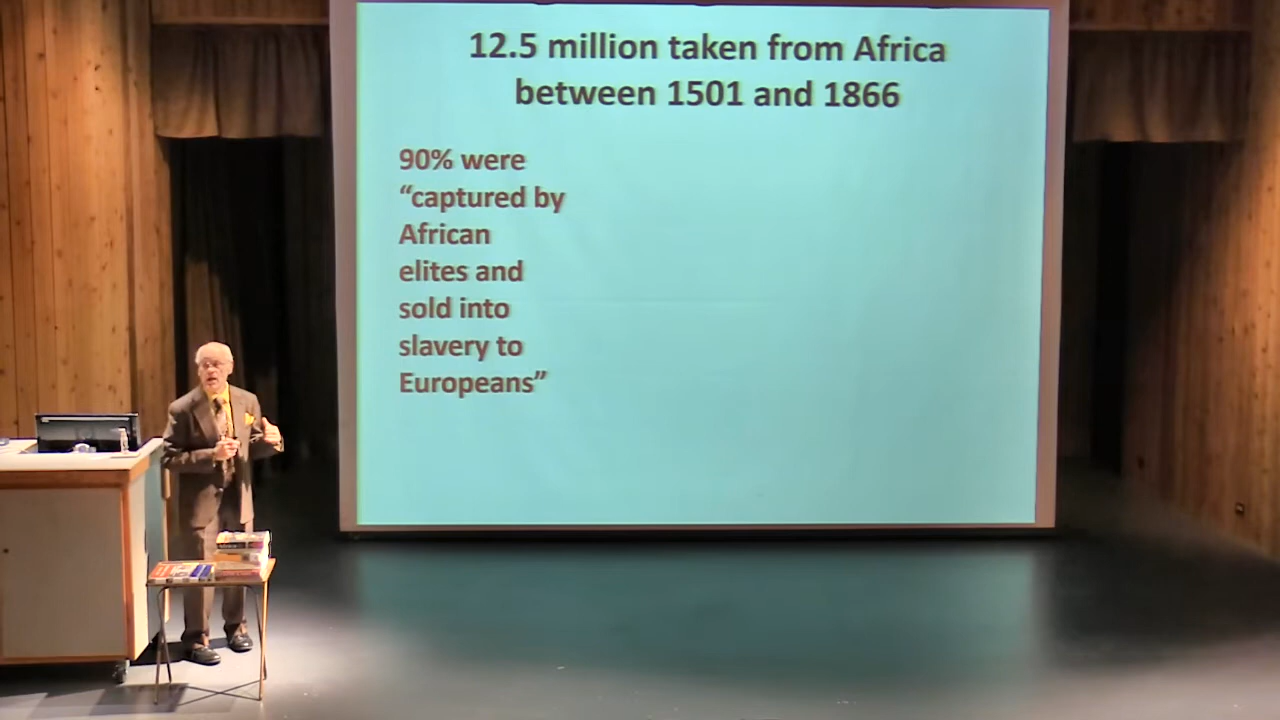 12.5 million taken from Africa
between 1501 and 1866
90% were
“captured by
African
elites and
sold into
slavery to
Europeans”